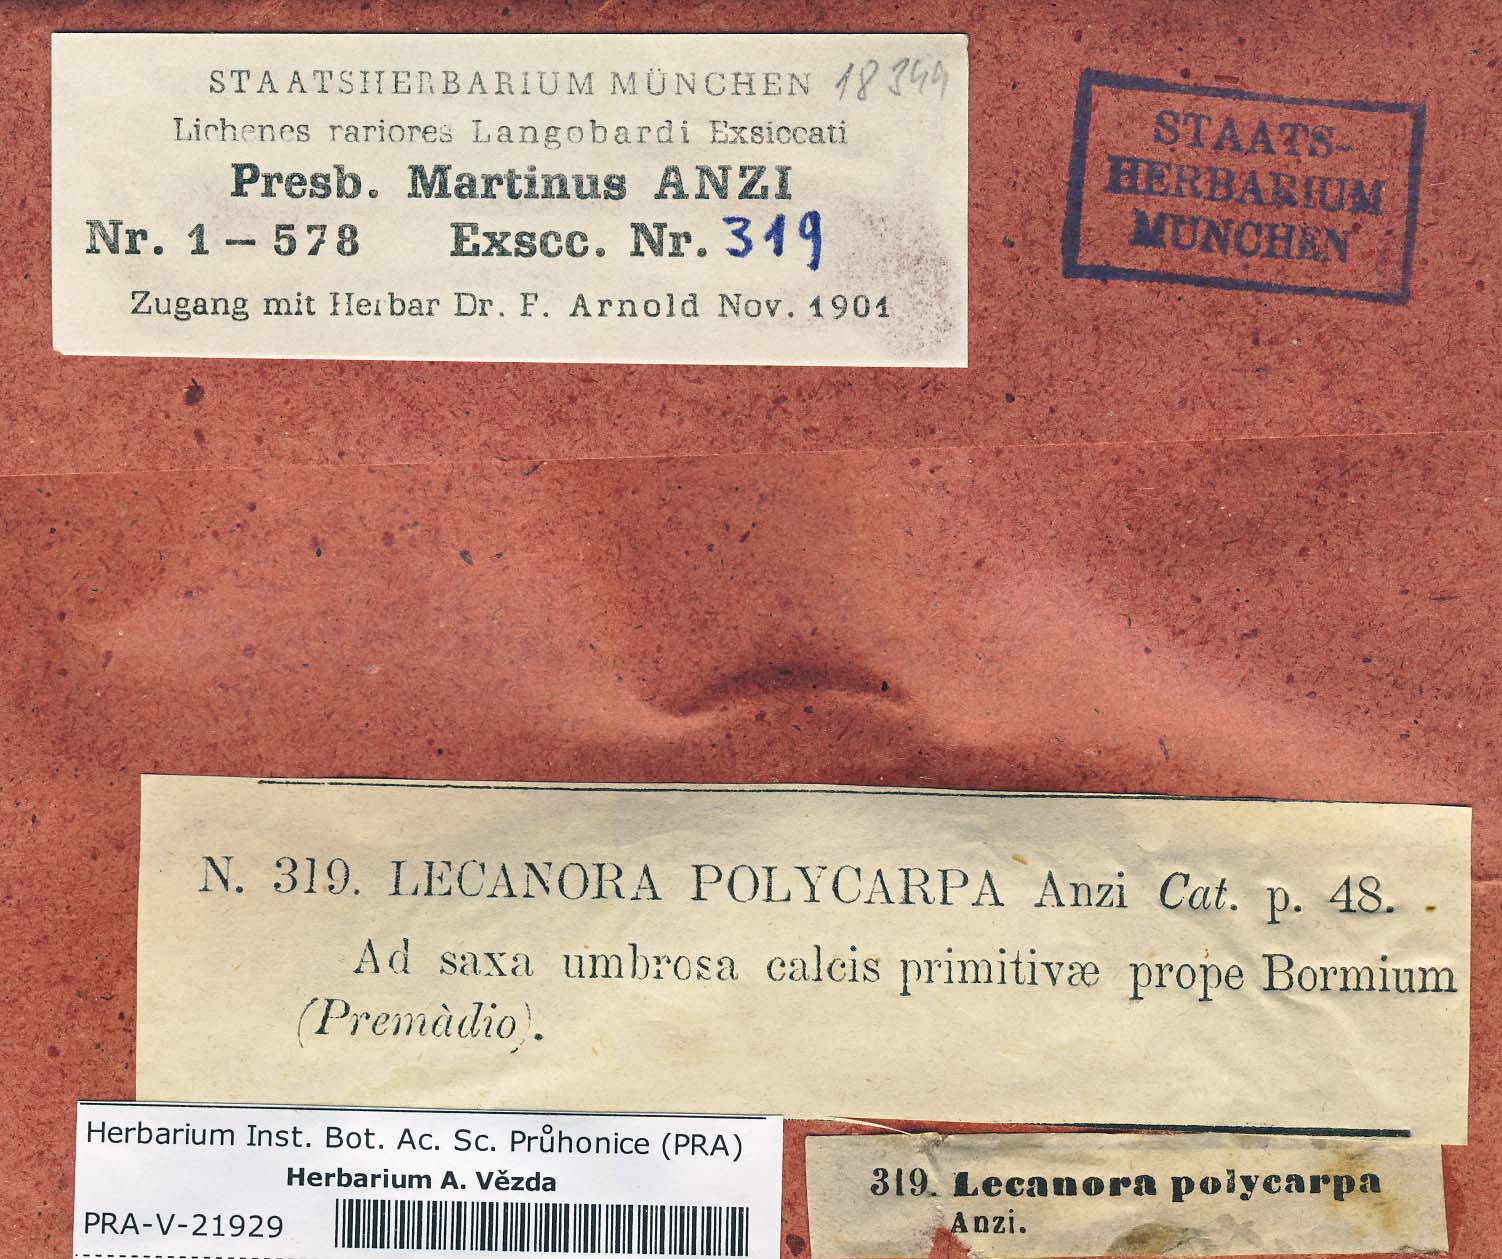 STAATSHERBARIUM MÜNCHEN 18344
Lichenes rariores Langobardi Exsiccati
Presb. Martinus ANZI
Nr. 1 – 578 Exscc. Nr. 319
Zugang mit Herbar Dr. F. Arnold Nov. 1901
STAATS-
HERBARIUM
MÜNCHEN
N. 319. LECANORA POLYCARPA Anzi Cat. p. 48.
Ad saxa umbrosa calcis primitivæ prope Bormium
(Premàdio).
Herbarium Inst. Bot. Ac. Sc. Průhonice (PRA)
Herbarium A. Vězda
PRA-V-21929
319. Lecanora polycarpa
Anzi.